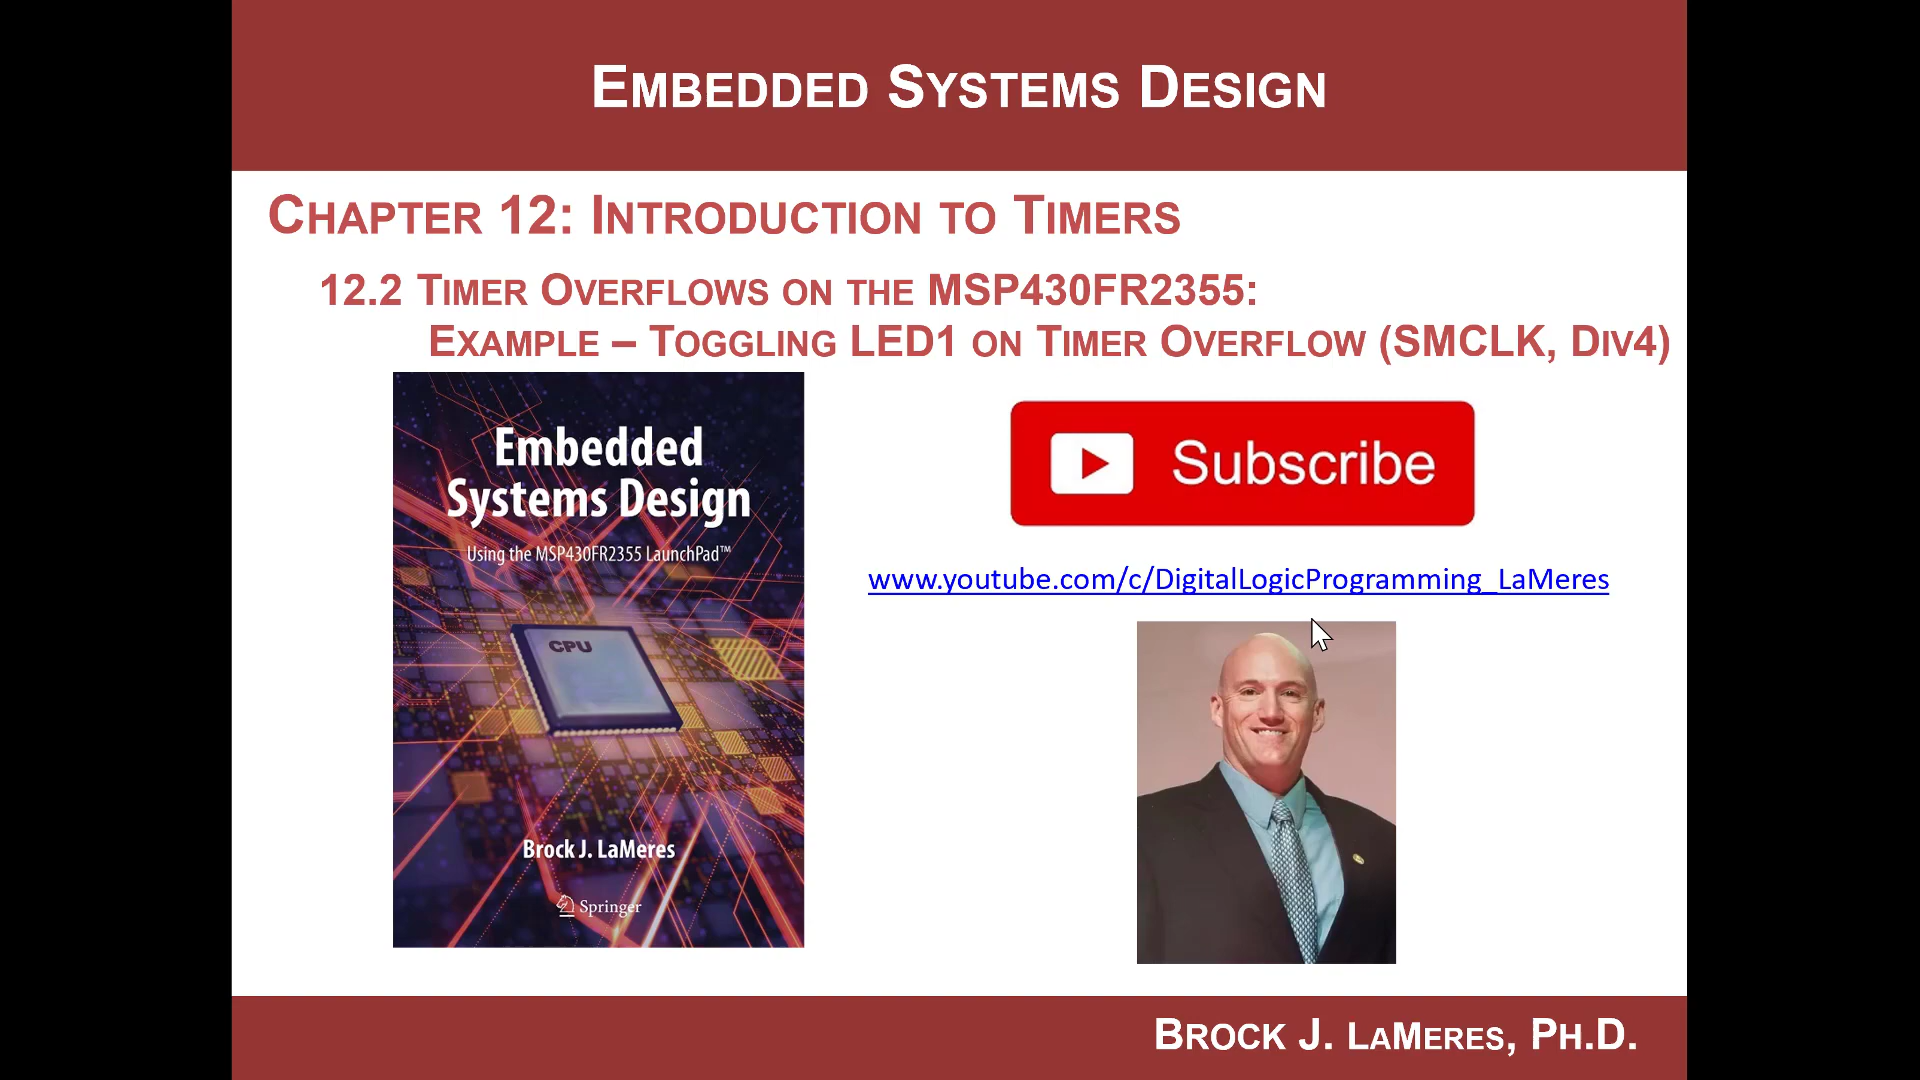 EMBEDDED SYSTEMS DESIGN
CHAPTER 12: INTRODUCTION TO TIMERS
12.2 TIMER OVERFLOWS ON THE MSP430FR2355:
EXAMPLE – TOGGLING LED1 ON TIMER OVERFLOW (SMCLK, DIV4)
Embedded
Systems Design
Using the MSP430FR2355 LaunchPad™
CPU
Brock J. LaMeres
Springer
Subscribe
www.youtube.com/c/DigitalLogicProgramming_LaMeres
BROCK J. LAMERES, PH.D.